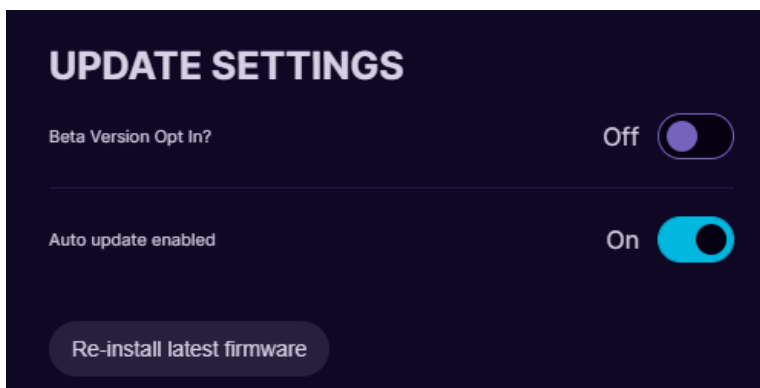 UPDATE SETTINGS
Beta Version Opt In?
Off
Auto update enabled
On
Re-install latest firmware